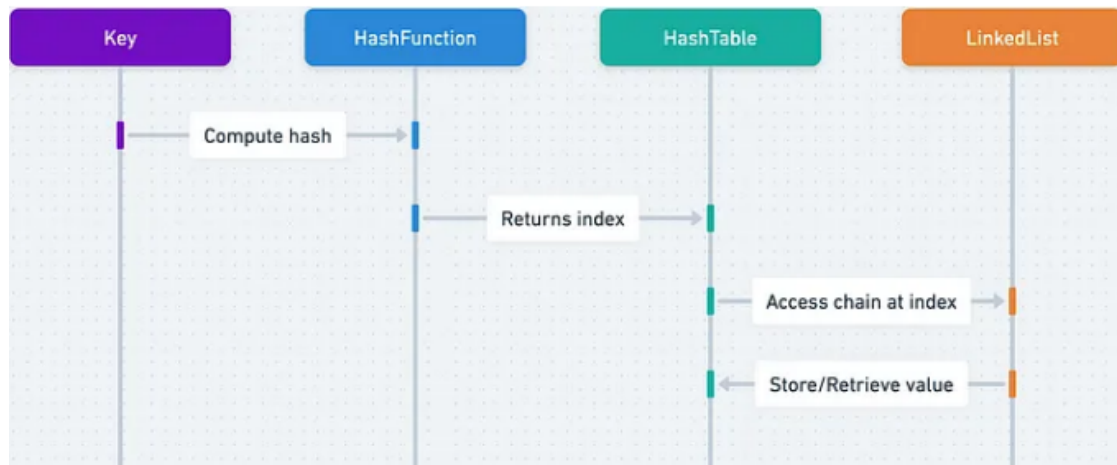 Key
HashFunction
HashTable
LinkedList
Compute hash
Returns index
Access chain at index
Store/Retrieve value